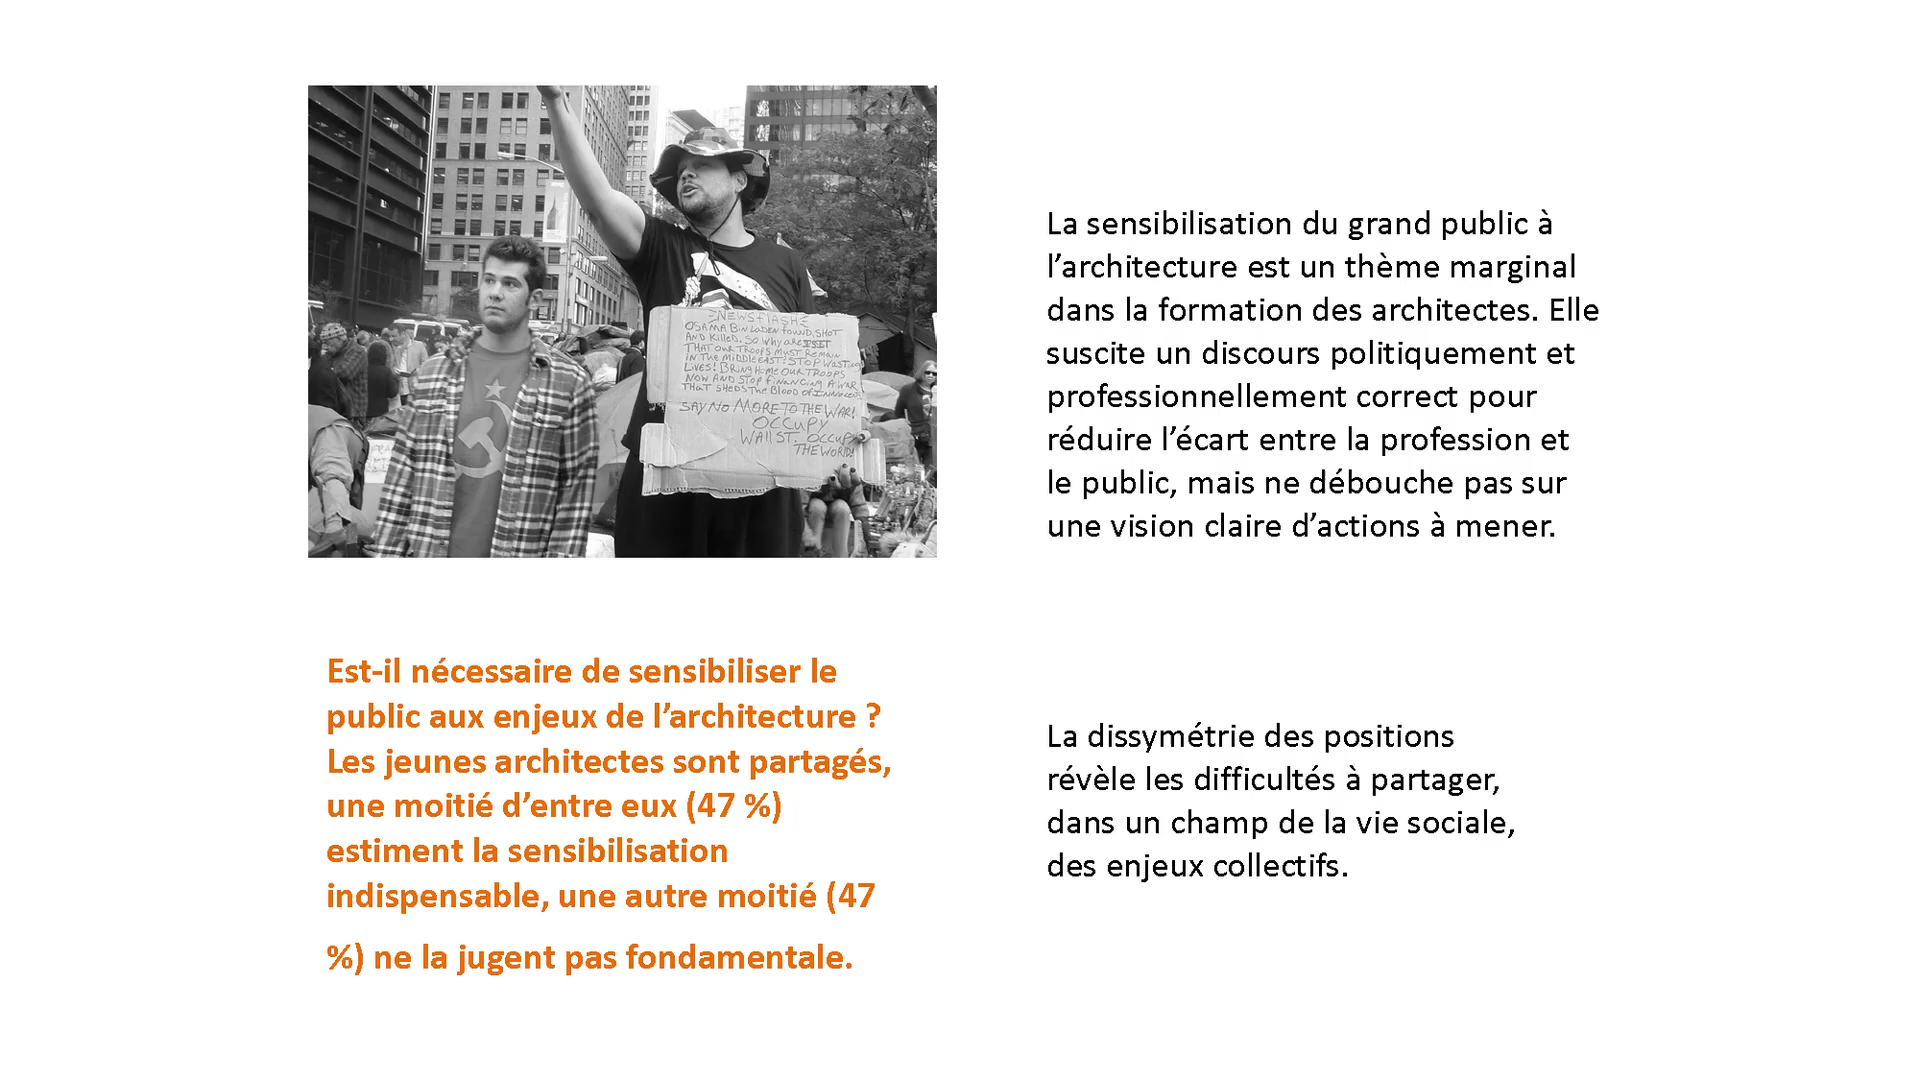 NEWSFLASH
OSAMA BIN LADEN FOUND, SHOT
AND KILLED. SO WHY ARE IS IT
THAT OUR TROOPS MUST REMAIN
IN THE MIDDLE EAST? STOP WASTING
LIVES! BRING HOME OUR TROOPS
NOW AND STOP FINANCING A WAR
THAT SHEDS THE BLOOD OF INNOCENTS
SAY NO MORE TO THE WAR!
OCCUPY
WALL ST. OCCUPY
THE WORLD!
Est-il nécessaire de sensibiliser le
public aux enjeux de l’architecture ?
Les jeunes architectes sont partagés,
une moitié d’entre eux (47 %)
estiment la sensibilisation
indispensable, une autre moitié (47
%) ne la jugent pas fondamentale.
La sensibilisation du grand public à
l’architecture est un thème marginal
dans la formation des architectes. Elle
suscite un discours politiquement et
professionnellement correct pour
réduire l’écart entre la profession et
le public, mais ne débouche pas sur
une vision claire d’actions à mener.
La dissymétrie des positions
révèle les difficultés à partager,
dans un champ de la vie sociale,
des enjeux collectifs.